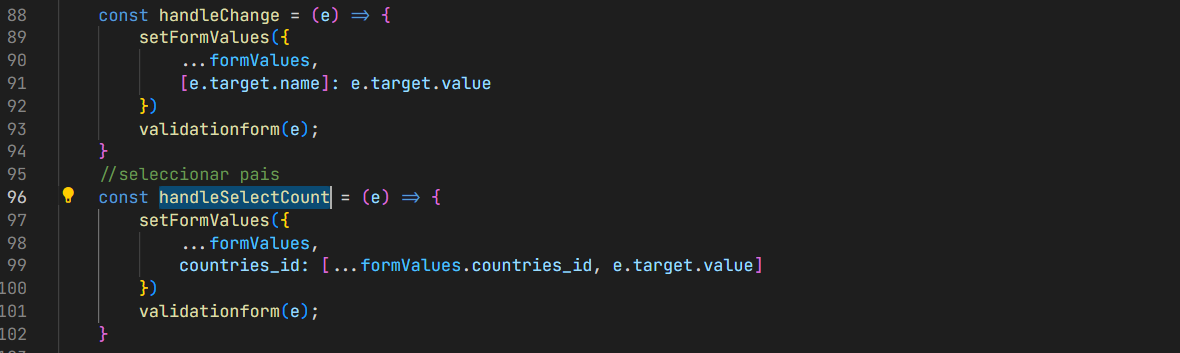 88 const handleChange = (e) => {
89 setFormValues({
90 ...formValues,
91 [e.target.name]: e.target.value
92 })
93 validationform(e);
94 }
95 //seleccionar pais
96 const handleSelectCount = (e) => {
97 setFormValues({
98 ...formValues,
99 countries_id: [...formValues.countries_id, e.target.value]
100 })
101 validationform(e);
102 }